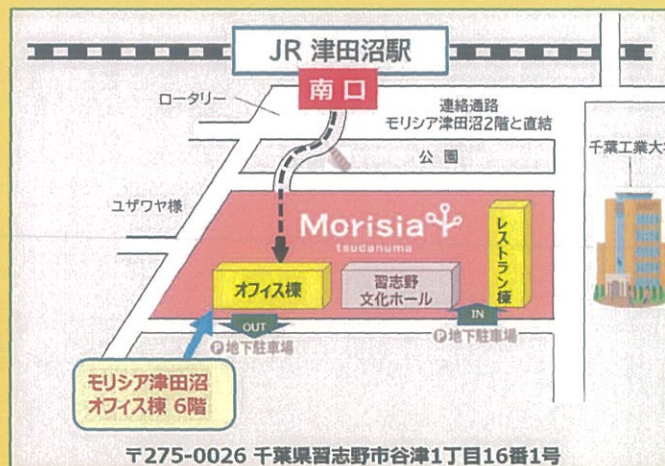 JR 津田沼駅
南口
ロータリー
連絡通路
モリシア津田沼2階と直結
公園
千葉工業大
ユザワヤ様
Morisia
tsudanuma
レストラン棟
オフィス棟
習志野
文化ホール
OUT
IN
Ⓟ地下駐車場
Ⓟ地下駐車場
モリシア津田沼
オフィス棟 6階
〒275-0026 千葉県習志野市谷津1丁目16番1号